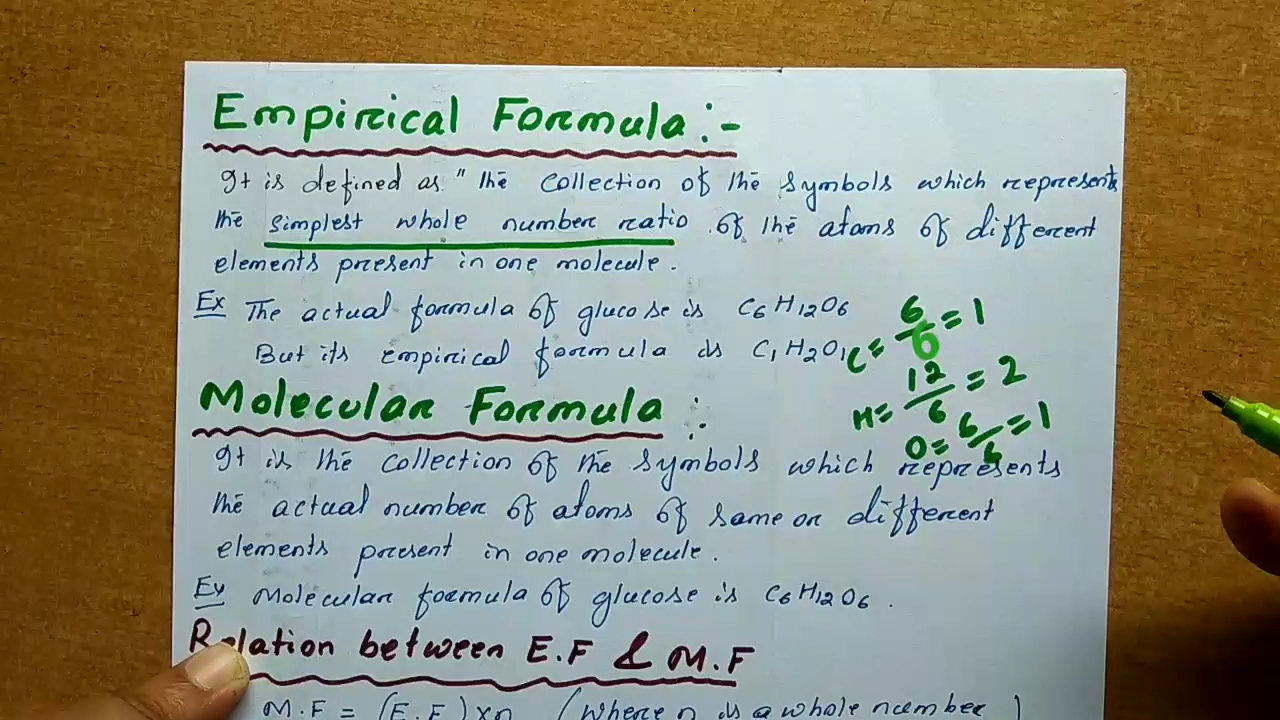 Empirical Formula :-
It is defined as "the collection of the symbols which represents
the simplest whole number ratio of the atoms of different
elements present in one molecule.
Ex The actual formula of glucose is C6H12O6
But its empirical formula is C1H2O1
C = 6/6 = 1
H = 12/6 = 2
O = 6/6 = 1
Molecular Formula :-
It is the collection of the symbols which represents
the actual number of atoms of same or different
elements present in one molecule.
Ex Molecular formula of glucose is C6H12O6.
Relation between E.F & M.F
M.F = (E.F) x n (where n is a whole number)